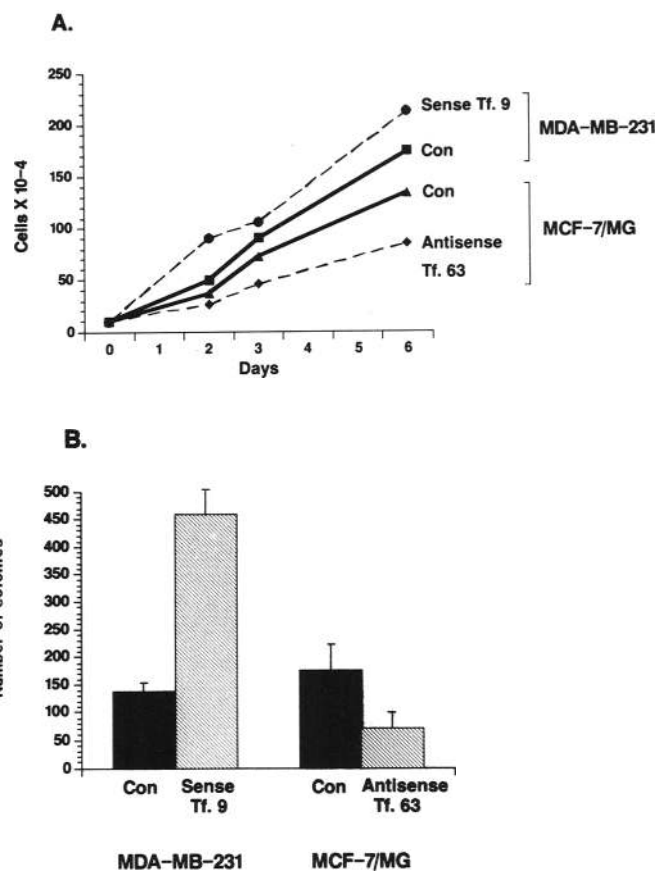 A.
250
200
150
100
50
0
Cells X 10-4
0 1 2 3 4 5 6
Days
Sense Tf. 9
Con
MDA-MB-231
Con
Antisense
Tf. 63
MCF-7/MG
B.
500
450
400
350
300
250
200
150
100
50
0
Con Sense Con Antisense
Tf. 9 Tf. 63
MDA-MB-231 MCF-7/MG